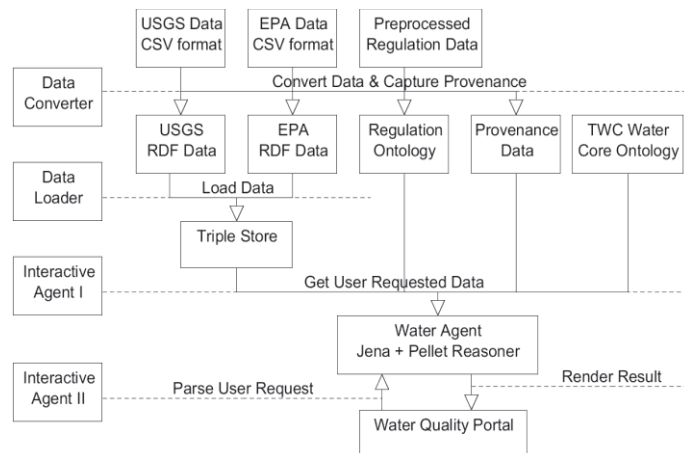 USGS Data
CSV format
EPA Data
CSV format
Preprocessed
Regulation Data
Data
Converter
Convert Data & Capture Provenance
USGS
RDF Data
EPA
RDF Data
Regulation
Ontology
Provenance
Data
TWC Water
Core Ontology
Data
Loader
Load Data
Triple Store
Interactive
Agent I
Get User Requested Data
Water Agent
Jena + Pellet Reasoner
Interactive
Agent II
Parse User Request
Render Result
Water Quality Portal